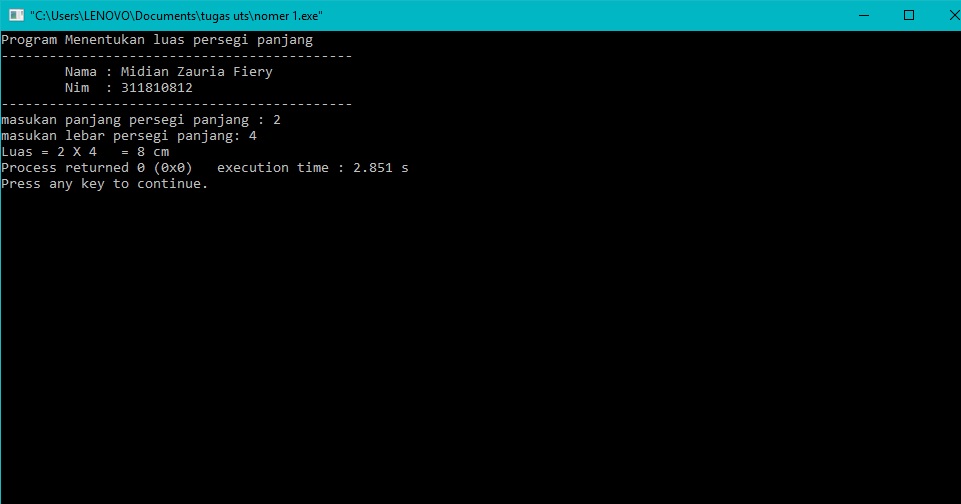 "C:\Users\LENOVO\Documents\tugas uts\nomer 1.exe"
Program Menentukan luas persegi panjang
--------------------------------------------
        Nama : Midian Zauria Fiery
        Nim  : 311810812
--------------------------------------------
masukan panjang persegi panjang : 2
masukan lebar persegi panjang: 4
Luas = 2 X 4   = 8 cm
Process returned 0 (0x0)   execution time : 2.851 s
Press any key to continue.